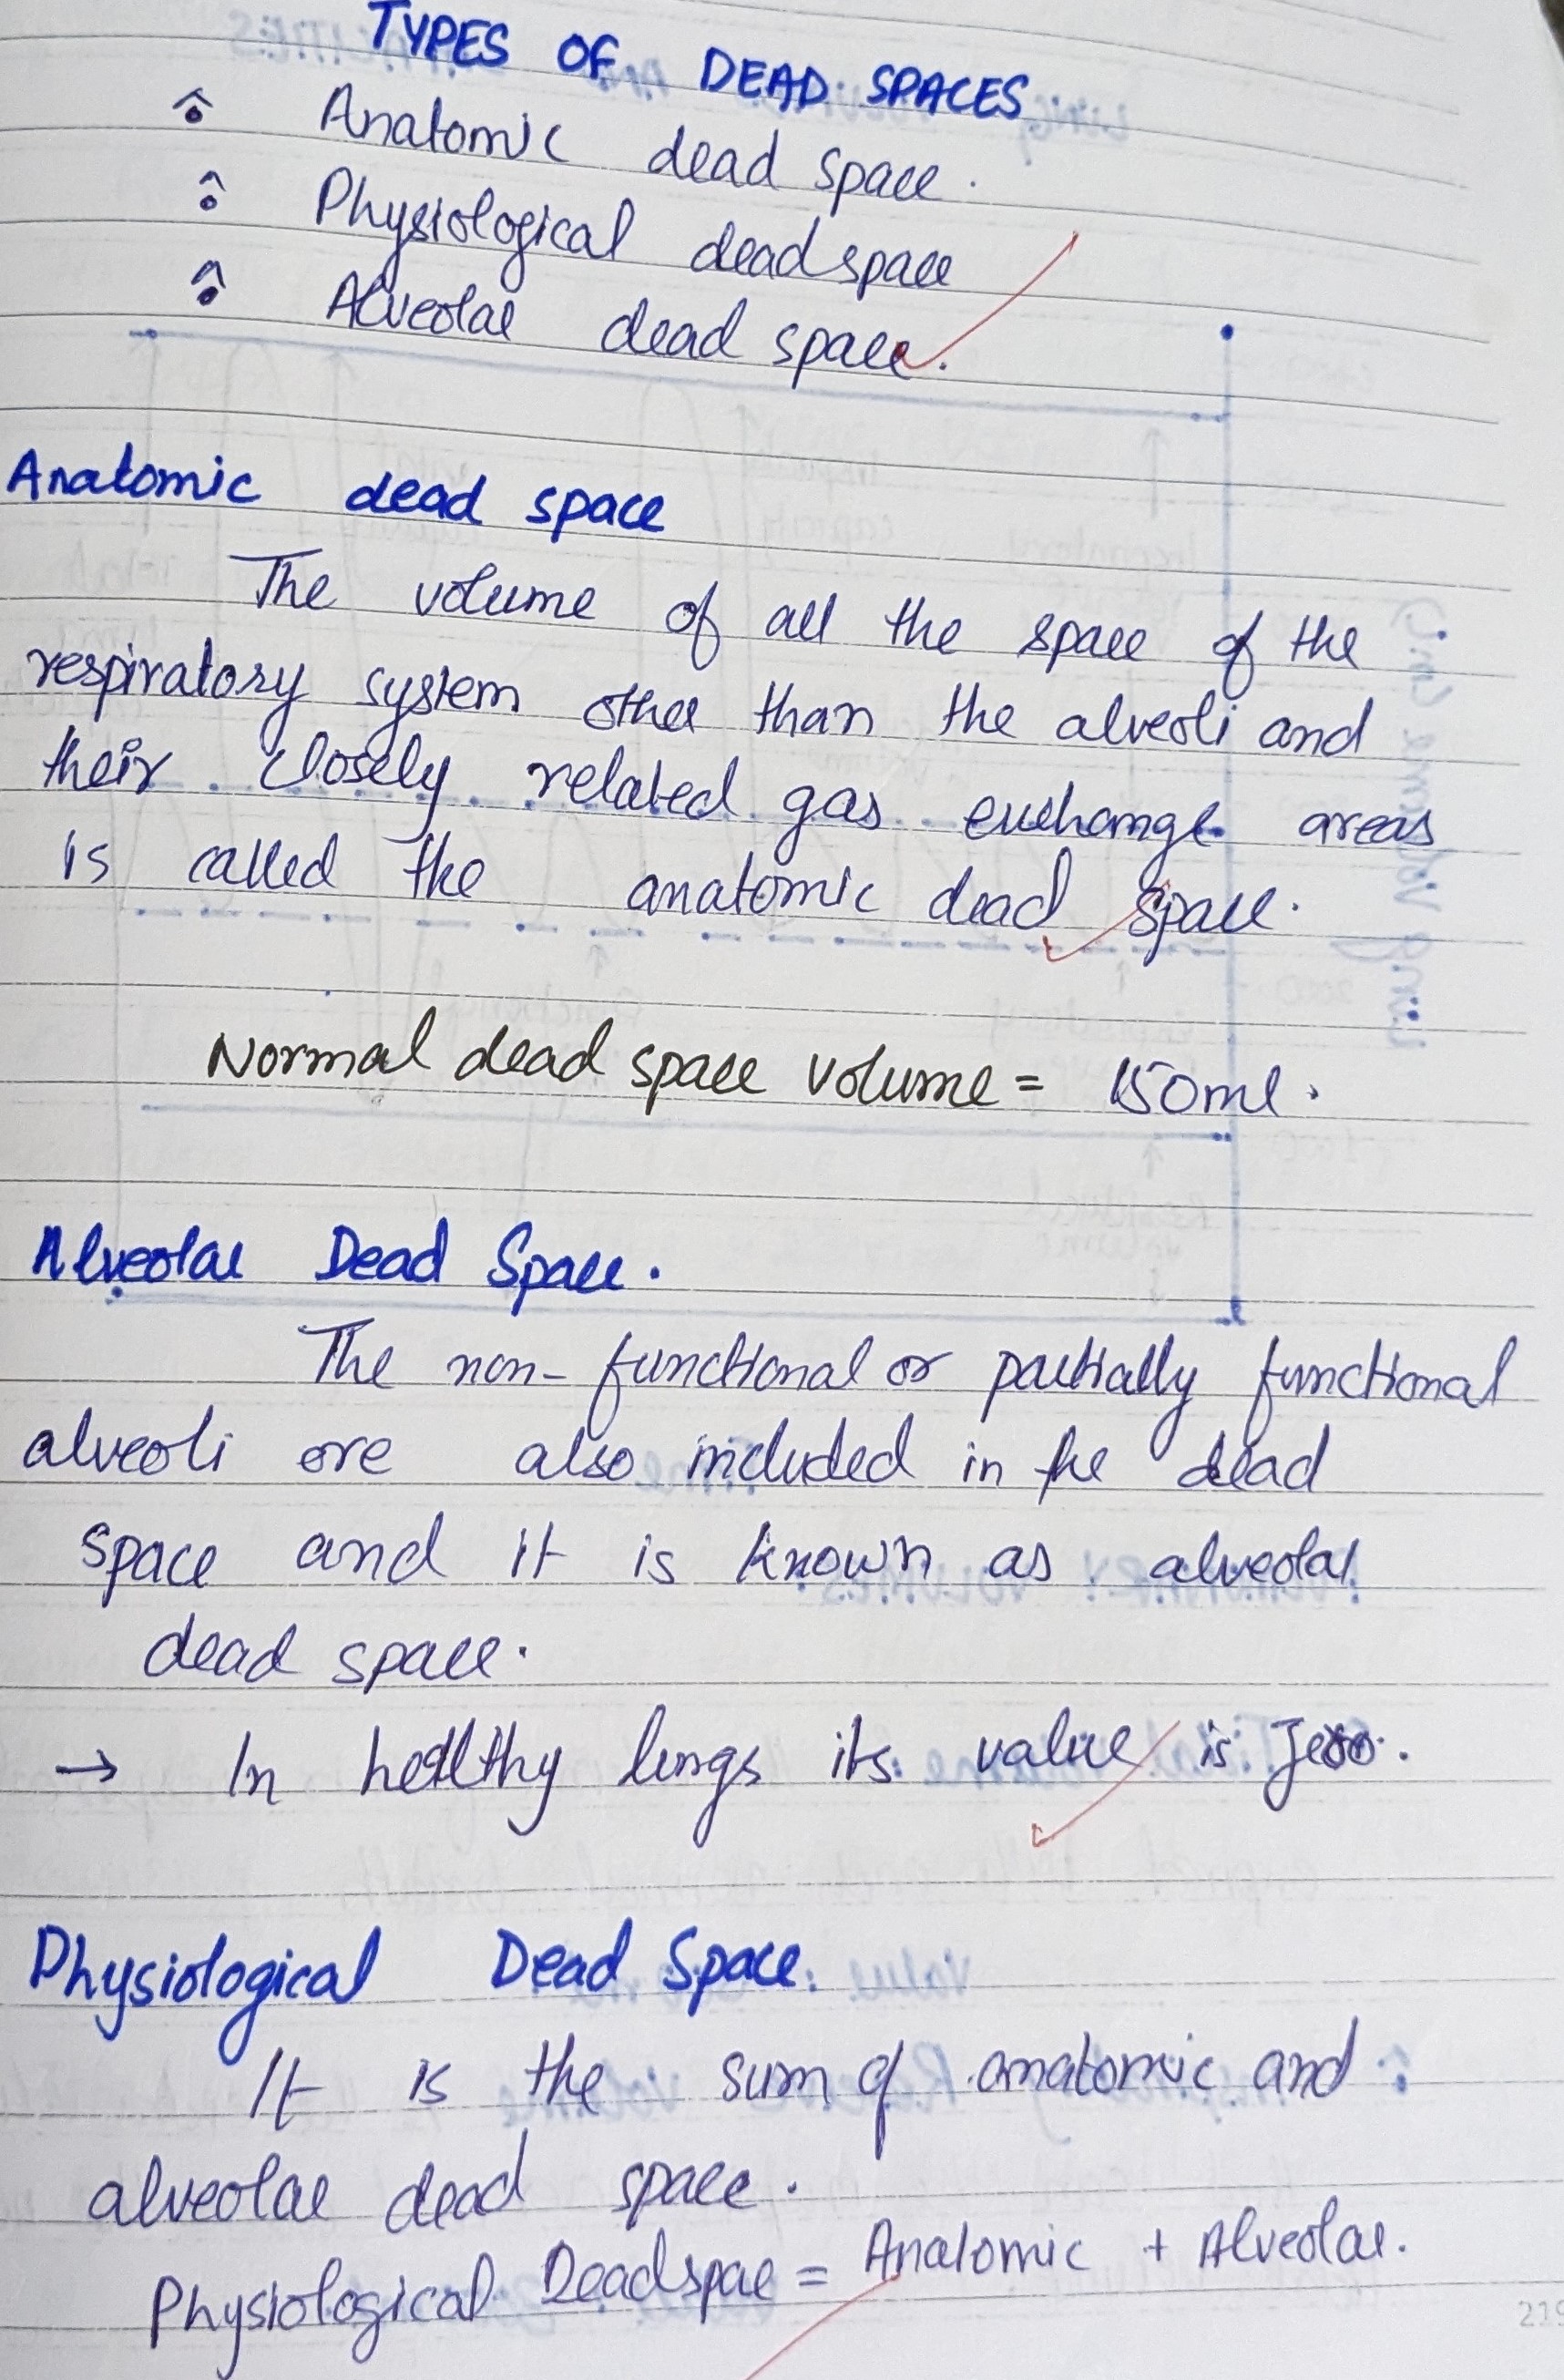 TYPES OF DEAD SPACES
Anatomic dead space.
Physiological dead space
Alveolar dead space.
Anatomic dead space
The volume of all the space of the
respiratory system other than the alveoli and
their closely related gas exchange areas
is called the anatomic dead space.
Normal dead space volume = 150ml.
Alveolar Dead Space.
The non-functional or partially functional
alveoli are also included in the dead
space and it is known as alveolar
dead space.
→ In healthy lungs its value is zero.
Physiological Dead Space.
It is the sum of anatomic and
alveolar dead space.
Physiological Dead spae = Anatomic + Alveolar.
219